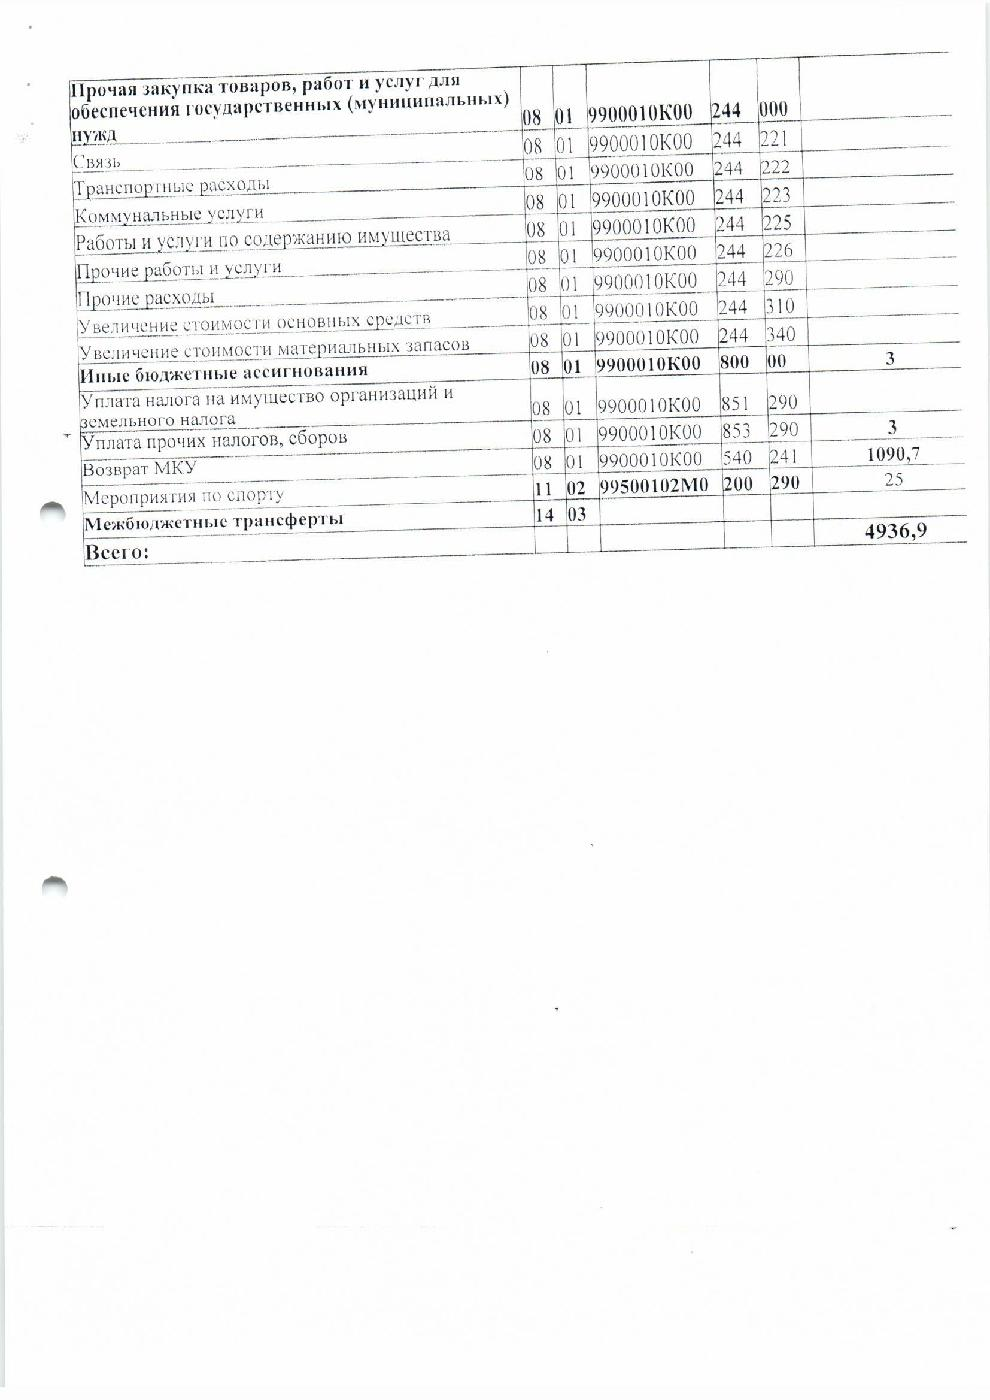 Прочая закупка товаров, работ и услуг для
обеспечения государственных (муниципальных)
нужд 08 01 9900010К00 244 000
Связь 08 01 9900010К00 244 221
Транспортные расходы 08 01 9900010К00 244 222
Коммунальные услуги 08 01 9900010К00 244 223
Работы и услуги по содержанию имущества 08 01 9900010К00 244 225
Прочие работы и услуги 08 01 9900010К00 244 226
Прочие расходы 08 01 9900010К00 244 290
Увеличение стоимости основных средств 08 01 9900010К00 244 310
Увеличение стоимости материальных запасов 08 01 9900010К00 244 340
Иные бюджетные ассигнования 08 01 9900010К00 800 00 3
Уплата налога на имущество организаций и
земельного налога 08 01 9900010К00 851 290
Уплата прочих налогов, сборов 08 01 9900010К00 853 290 3
Возврат МКУ 08 01 9900010К00 540 241 1090,7
Мероприятия по спорту 11 02 99500102М0 200 290 25
Межбюджетные трансферты 14 03
Всего: 4936,9